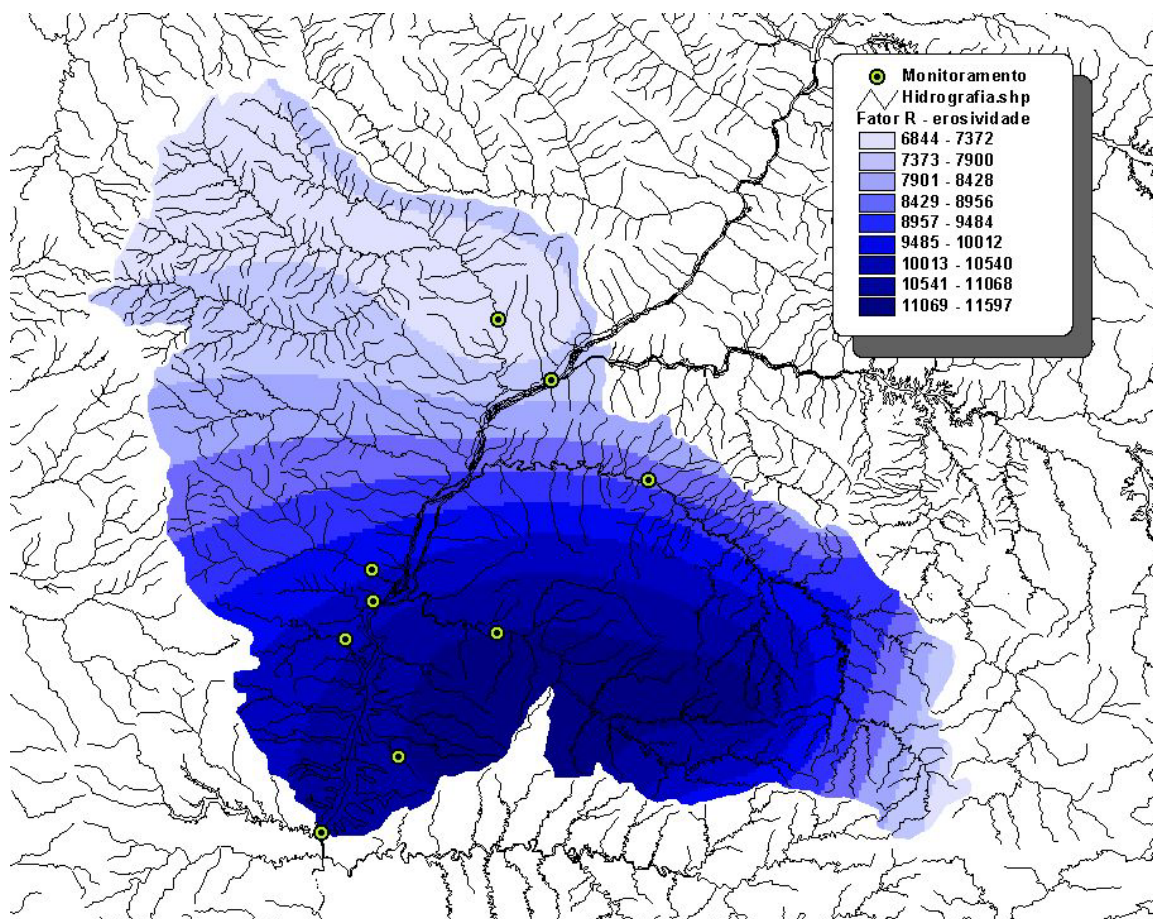 Monitoramento
Hidrografia.shp
Fator R - erosividade
6844 - 7372
7373 - 7900
7901 - 8428
8429 - 8956
8957 - 9484
9485 - 10012
10013 - 10540
10541 - 11068
11069 - 11597